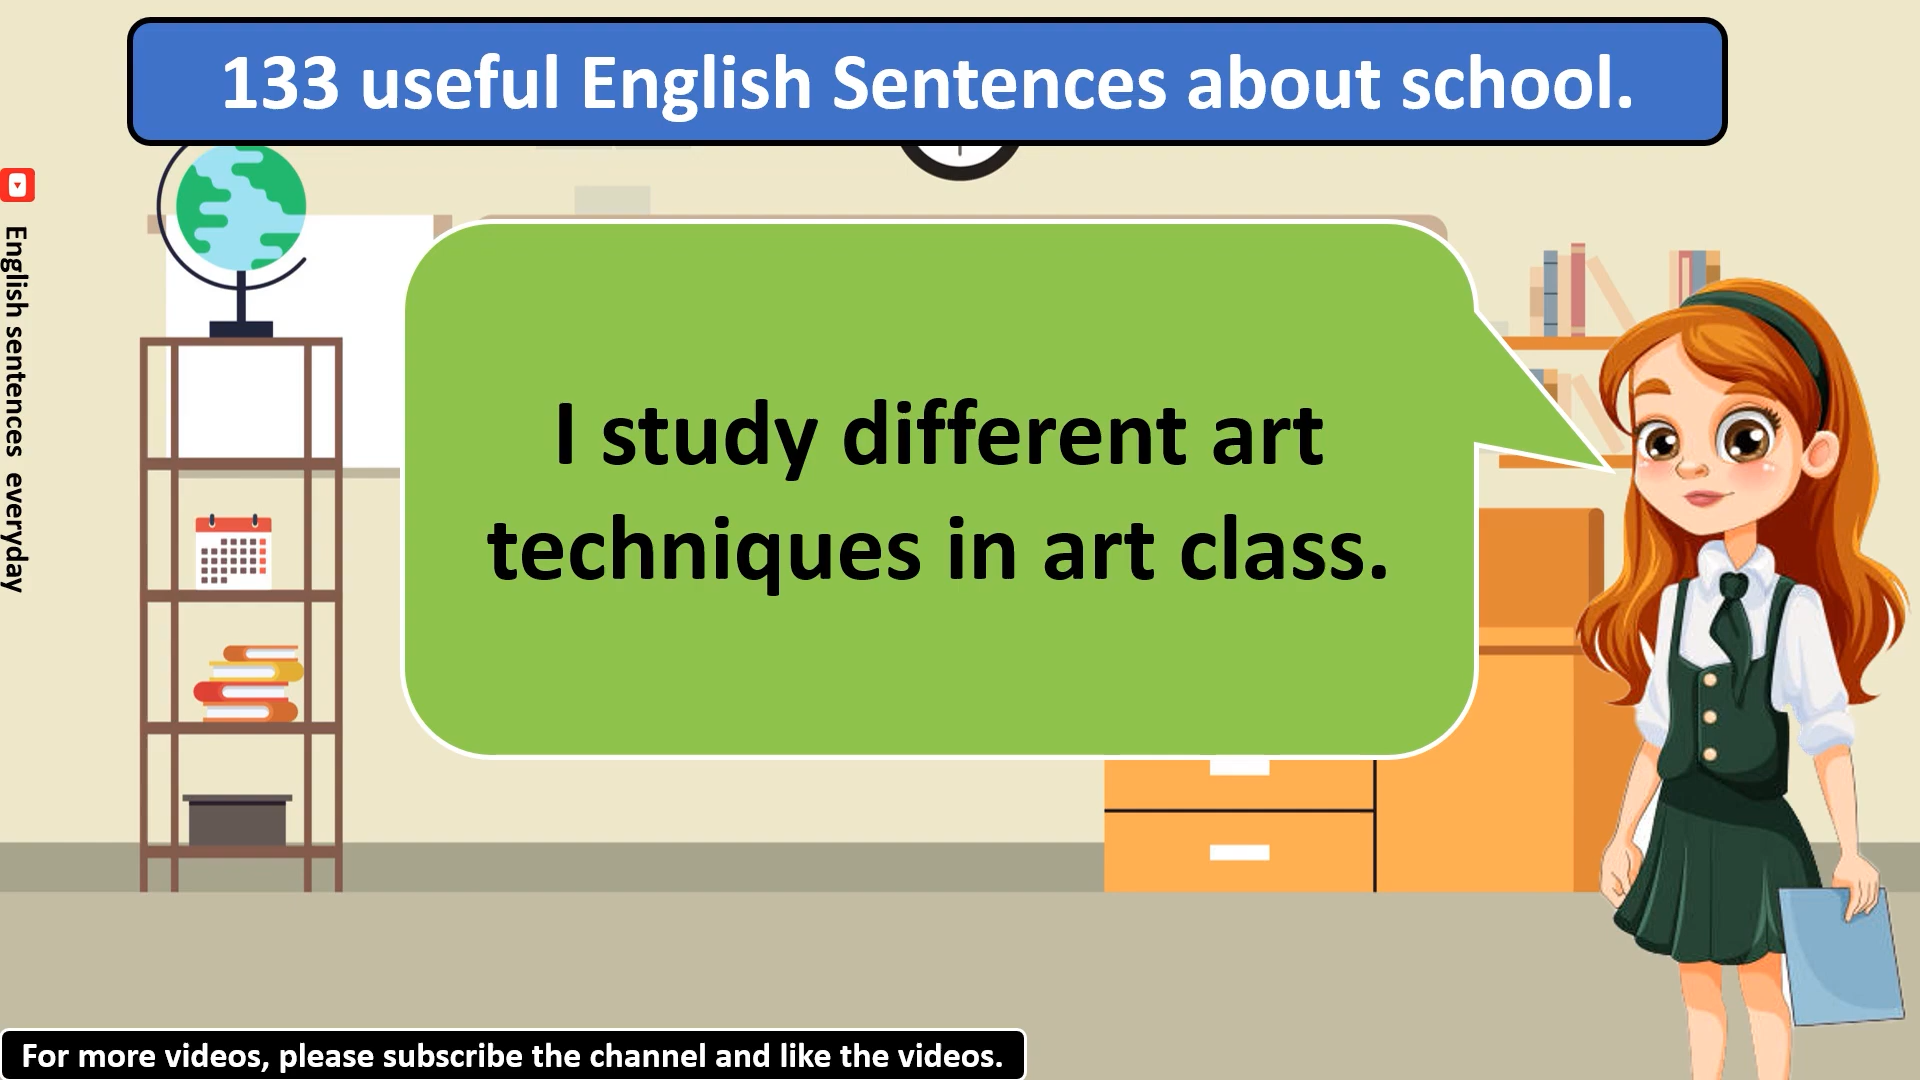 133 useful English Sentences about school.
English sentences everyday
I study different art
techniques in art class.
For more videos, please subscribe the channel and like the videos.